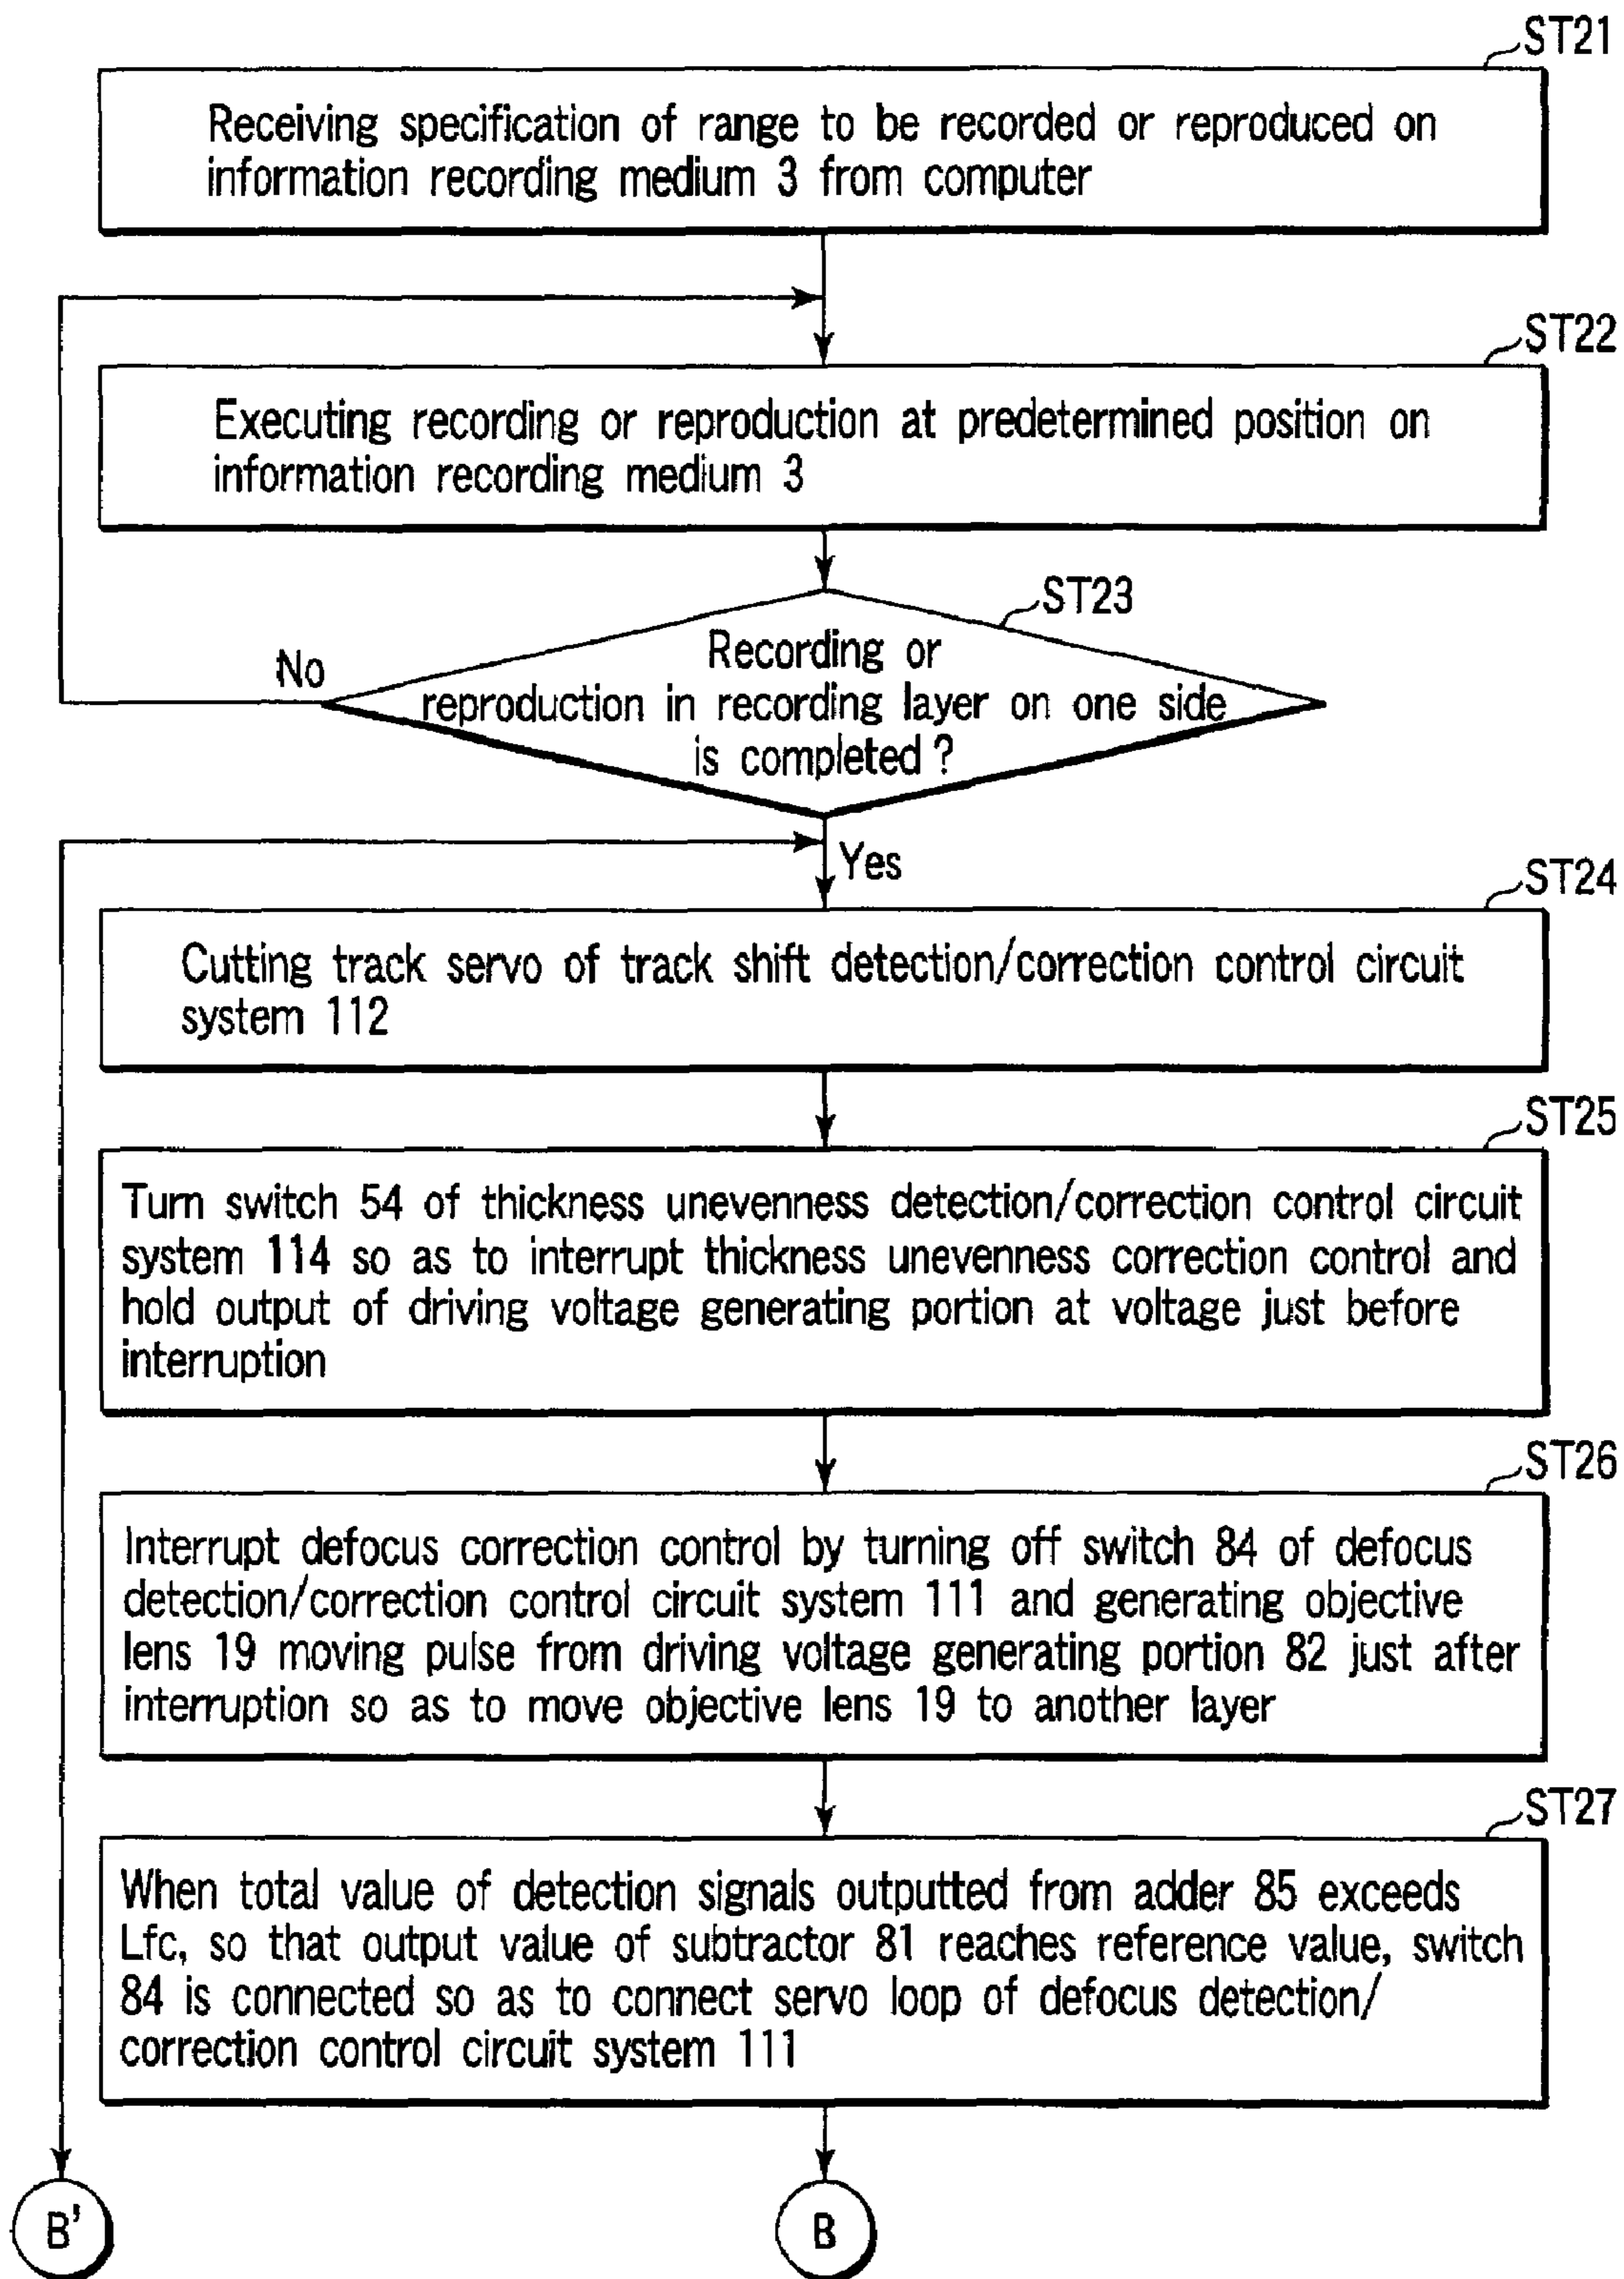 ST21
Receiving specification of range to be recorded or reproduced on
information recording medium 3 from computer
ST22
Executing recording or reproduction at predetermined position on
information recording medium 3
ST23
No
Recording or
reproduction in recording layer on one side
is completed?
Yes
ST24
Cutting track servo of track shift detection/correction control circuit
system 112
ST25
Turn switch 54 of thickness unevenness detection/correction control circuit
system 114 so as to interrupt thickness unevenness correction control and
hold output of driving voltage generating portion at voltage just before
interruption
ST26
Interrupt defocus correction control by turning off switch 84 of defocus
detection/correction control circuit system 111 and generating objective
lens 19 moving pulse from driving voltage generating portion 82 just after
interruption so as to move objective lens 19 to another layer
ST27
When total value of detection signals outputted from adder 85 exceeds
Lfc, so that output value of subtractor 81 reaches reference value, switch
84 is connected so as to connect servo loop of defocus detection/
correction control circuit system 111
B'
B